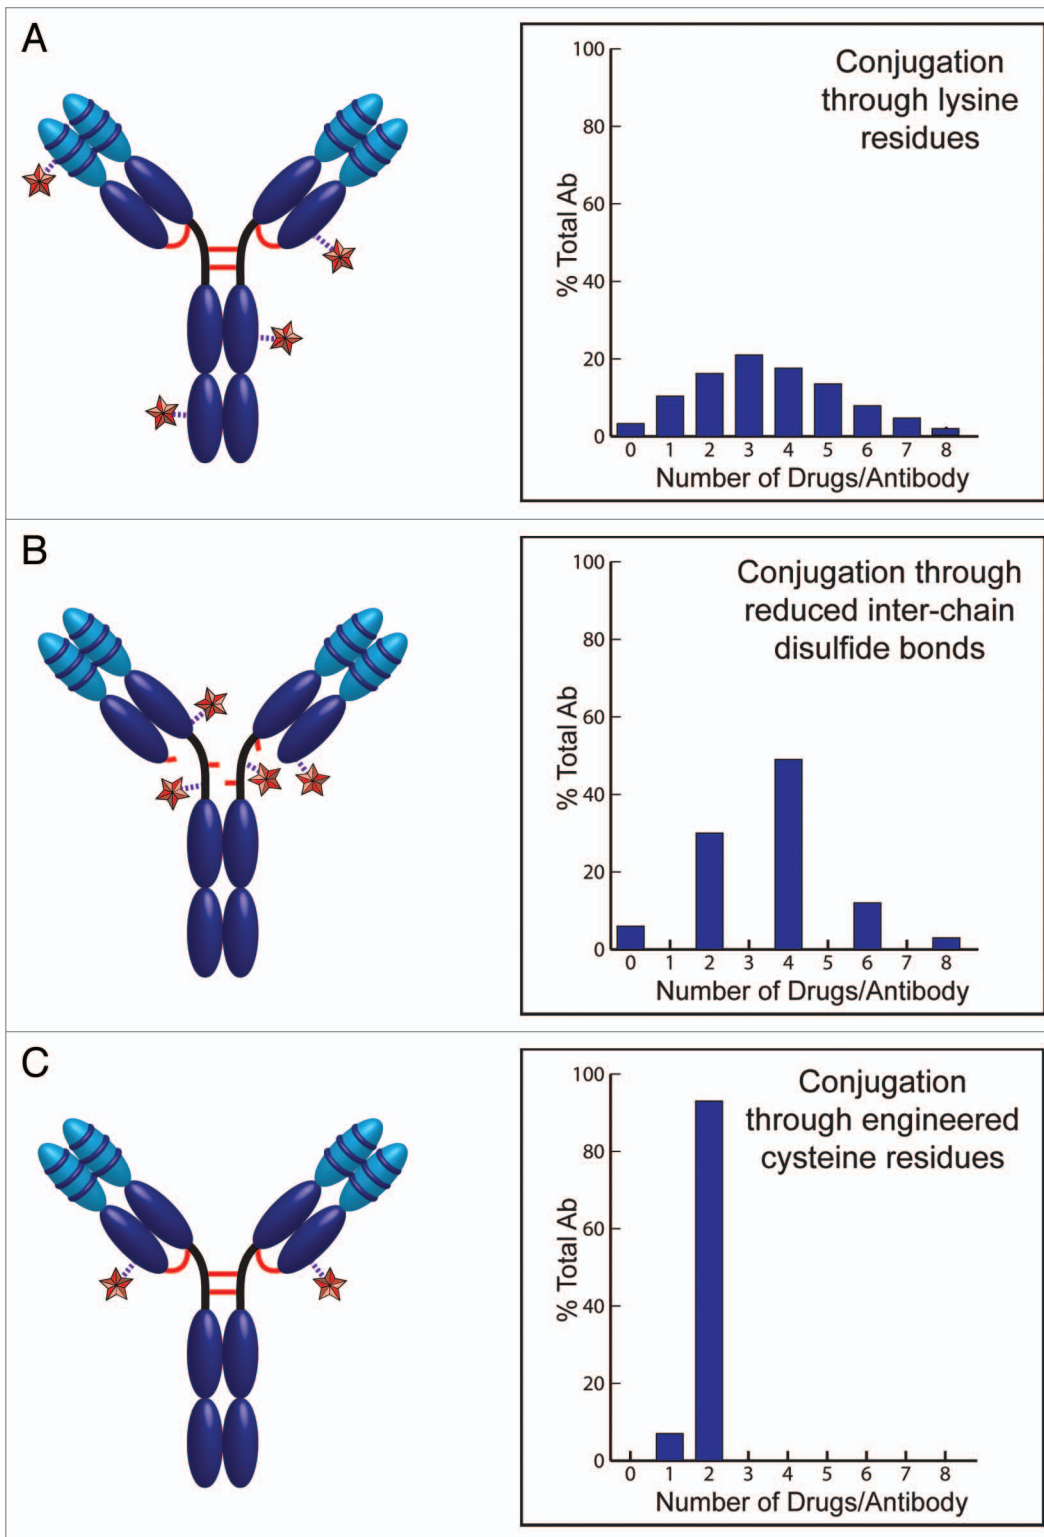 A
Conjugation
through lysine
residues
% Total Ab
100
80
60
40
20
0
0 1 2 3 4 5 6 7 8
Number of Drugs/Antibody
B
Conjugation through
reduced inter-chain
disulfide bonds
% Total Ab
100
80
60
40
20
0
0 1 2 3 4 5 6 7 8
Number of Drugs/Antibody
C
Conjugation
through engineered
cysteine residues
% Total Ab
100
80
60
40
20
0
0 1 2 3 4 5 6 7 8
Number of Drugs/Antibody